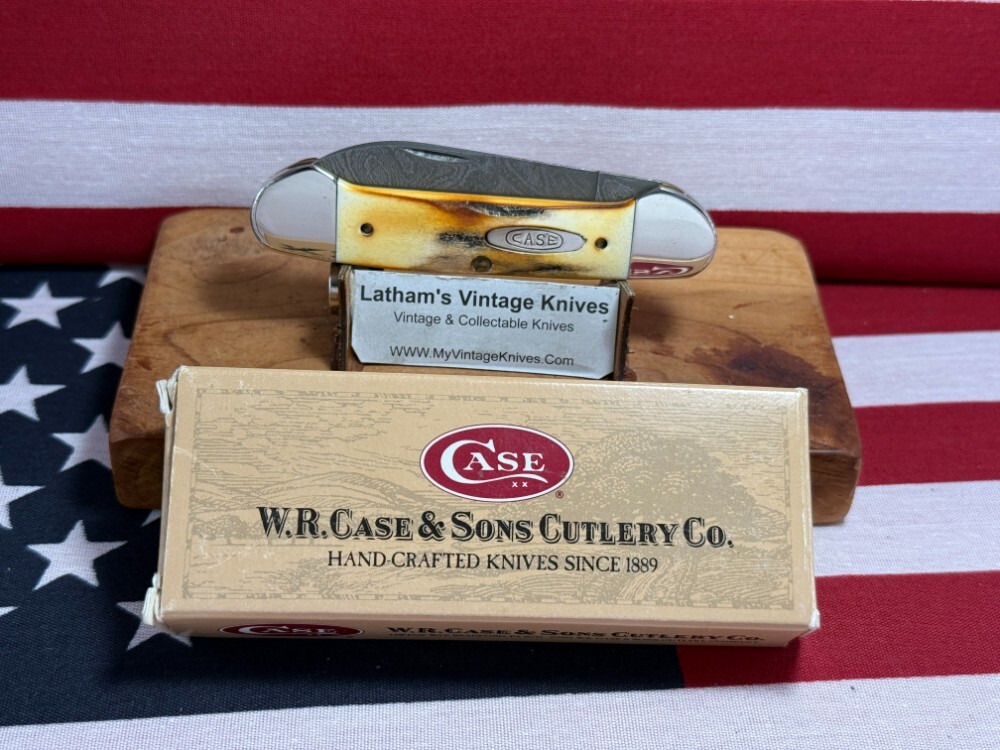 CASE
Latham's Vintage Knives
Vintage & Collectable Knives
WWW.MyVintageKnives.Com
CASE
XX
®
W.R. CASE & SONS CUTLERY CO.
HAND-CRAFTED KNIVES SINCE 1889
CASE
W.R. CASE & SONS CUTLERY CO.